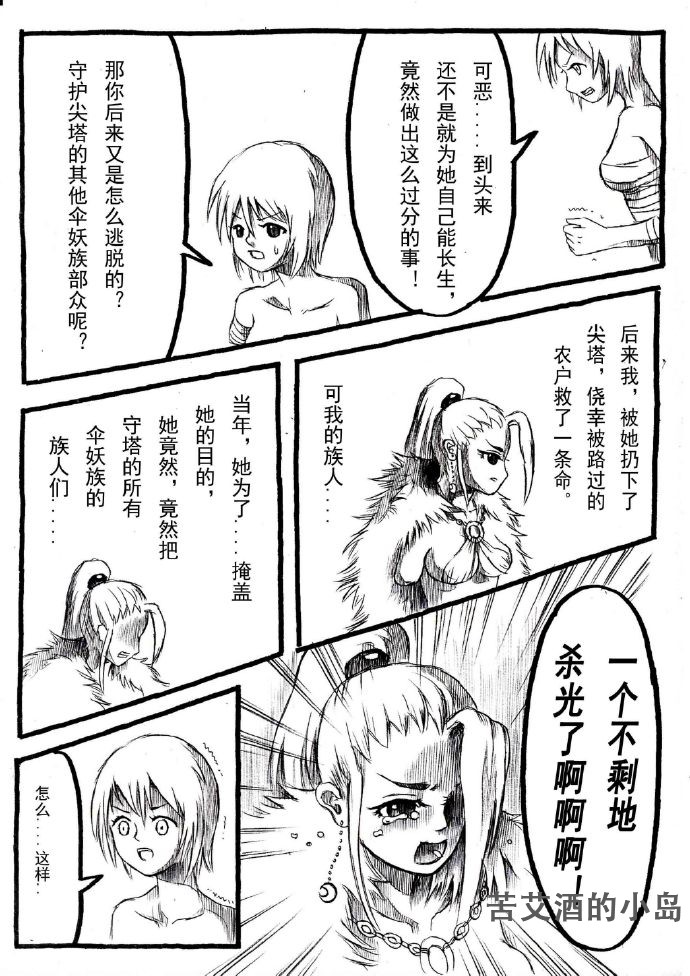 可恶....到头来
还不是就为她自己能长生，
竟然做出这么过分的事！
那你后来又是怎么逃脱的？
守护尖塔的其他伞妖族部众呢？
后来我，被她扔下了
尖塔，侥幸被路过的
农户救了一条命。
可我的族人....
当年，她为了....掩盖
她的目的，
她竟然，竟然把
守塔的所有
伞妖族的
族人们....
一个不剩地
杀光了啊啊啊！
怎么....这样..
苦艾酒的小岛